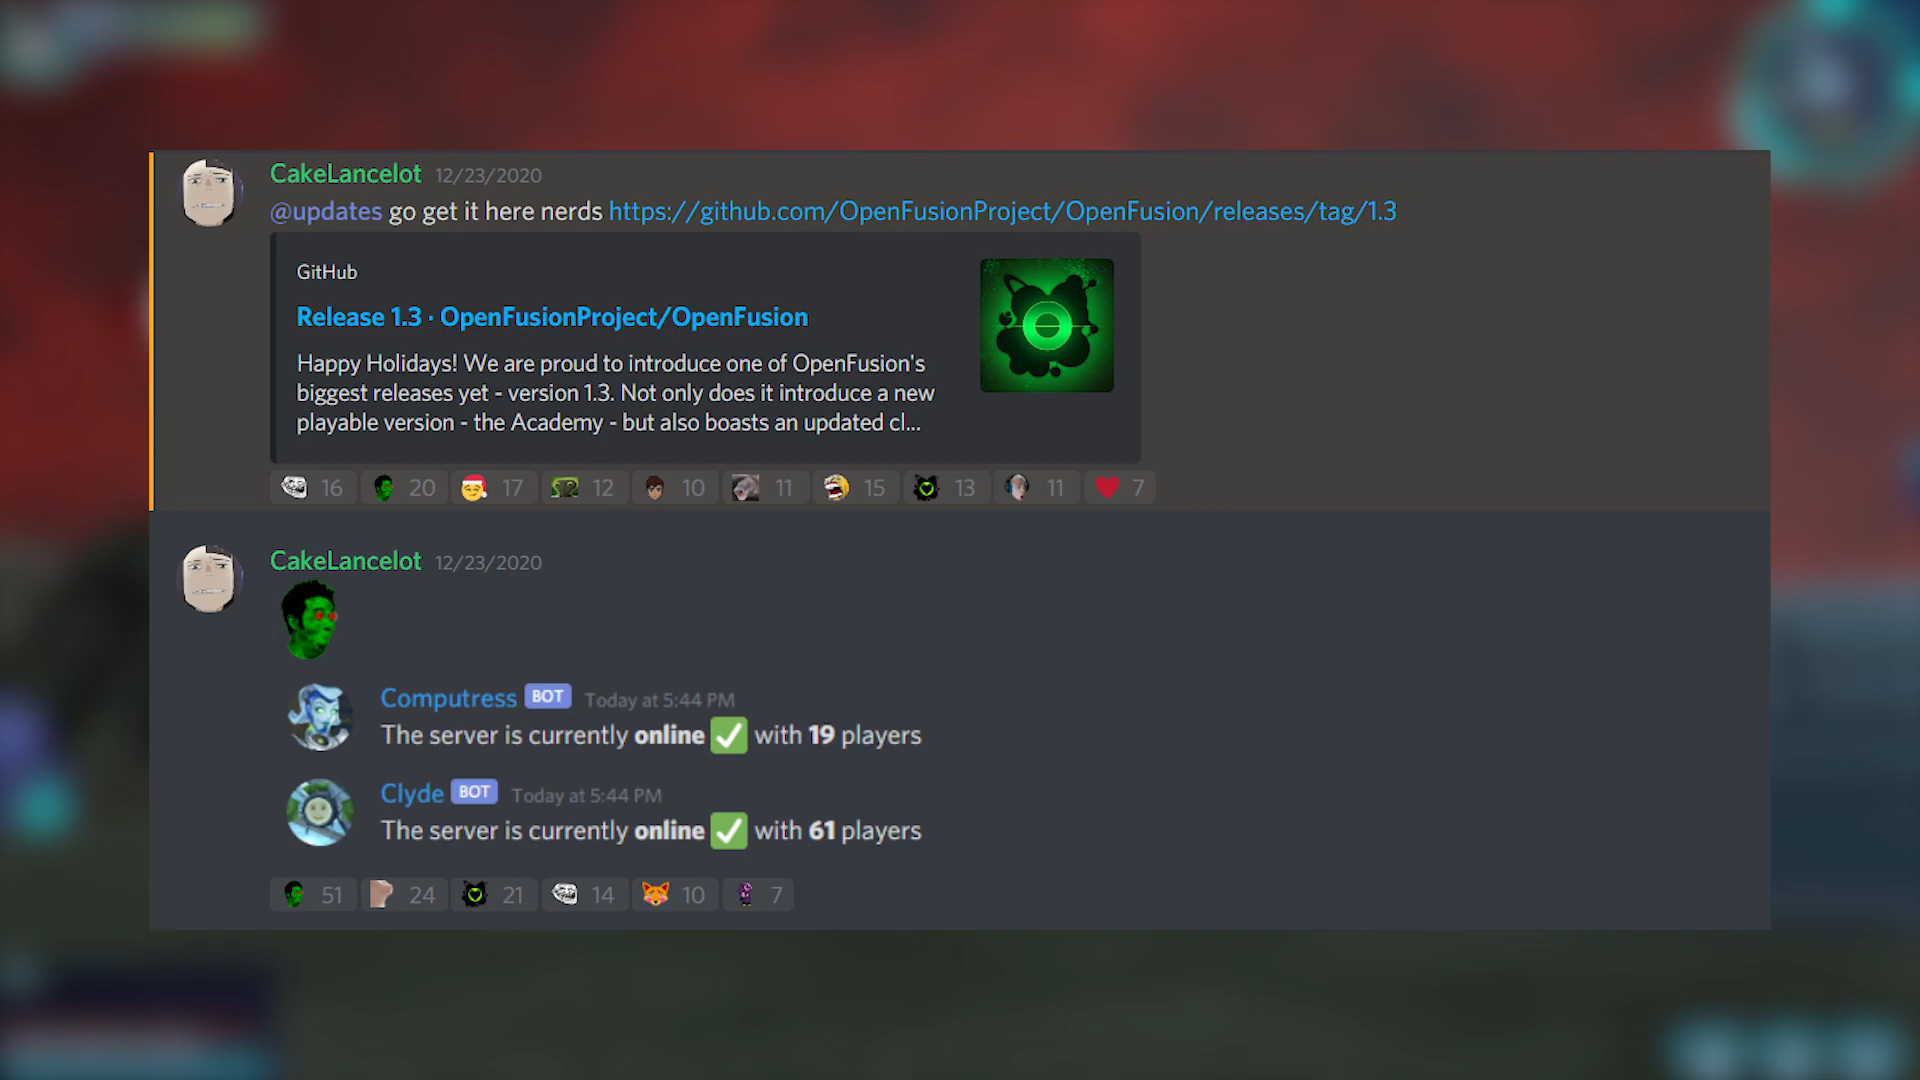 CakeLancelot 12/23/2020
@updates go get it here nerds https://github.com/OpenFusionProject/OpenFusion/releases/tag/1.3
GitHub
Release 1.3 · OpenFusionProject/OpenFusion
Happy Holidays! We are proud to introduce one of OpenFusion's
biggest releases yet - version 1.3. Not only does it introduce a new
playable version - the Academy - but also boasts an updated cl...
16 20 17 12 10 11 15 13 11 7
CakeLancelot 12/23/2020
Computress BOT Today at 5:44 PM
The server is currently online ✅ with 19 players
Clyde BOT Today at 5:44 PM
The server is currently online ✅ with 61 players
51 24 21 14 10 7